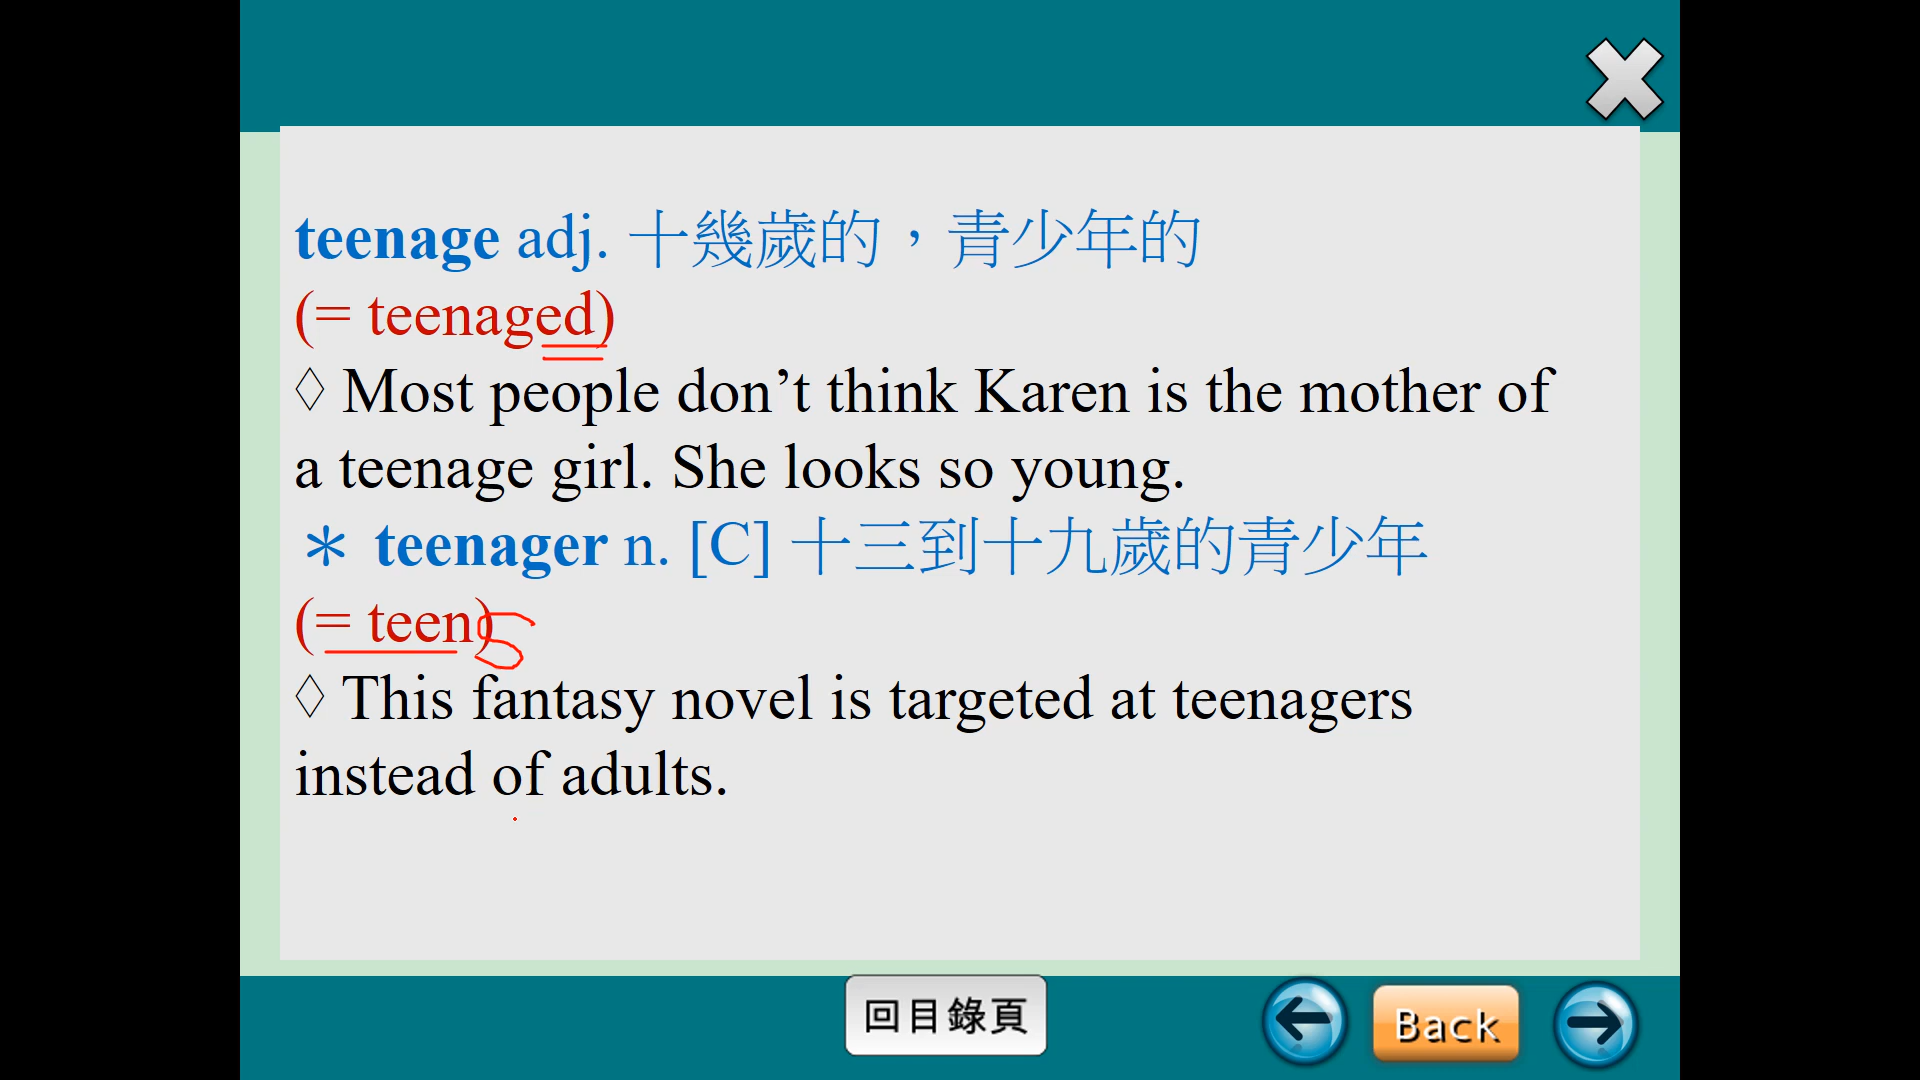 teenage adj. 十幾歲的，青少年的
(= teenaged)
◊ Most people don’t think Karen is the mother of
a teenage girl. She looks so young.
＊ teenager n. [C] 十三到十九歲的青少年
(= teen)s
◊ This fantasy novel is targeted at teenagers
instead of adults.
回目錄頁
Back